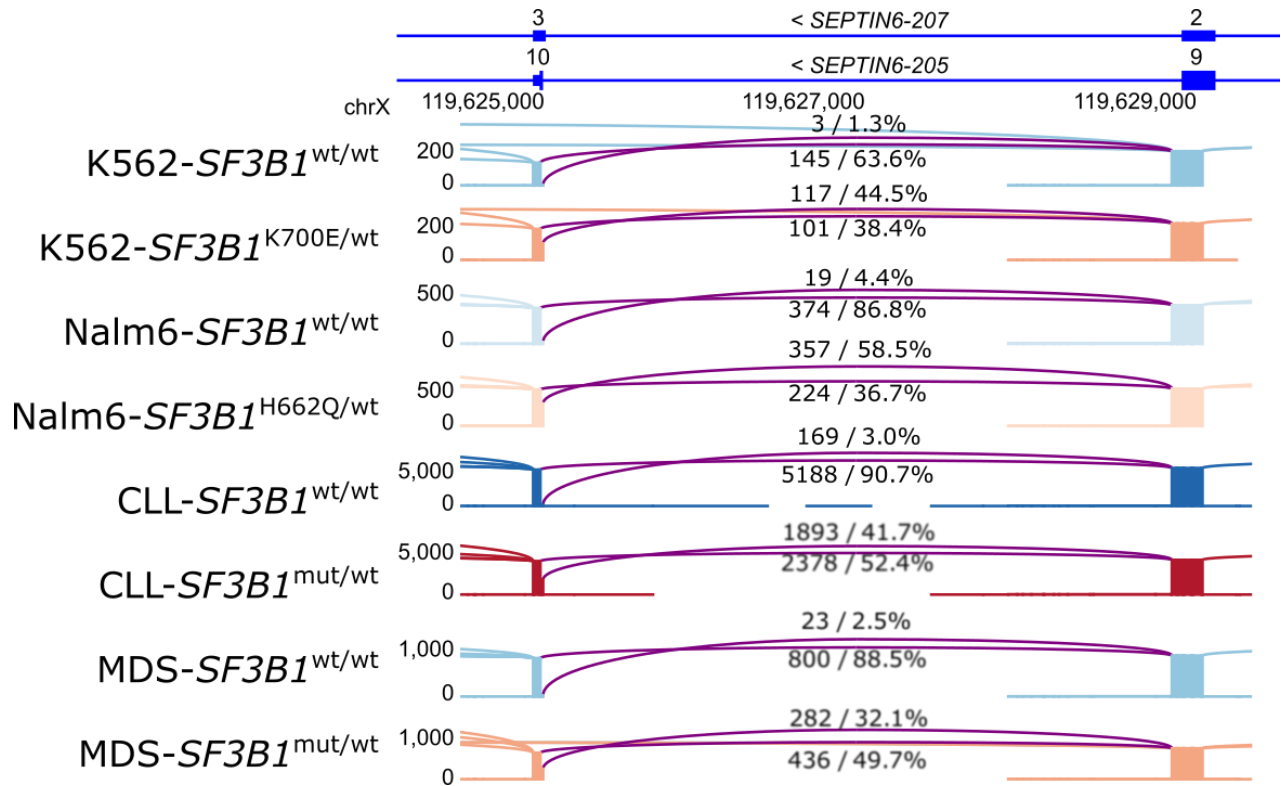 3 < SEPTIN6-207 2
10 < SEPTIN6-205 9
chrX 119,625,000 119,627,000 119,629,000
3 / 1.3%
K562-SF3B1wt/wt 200 145 / 63.6%
0
117 / 44.5%
K562-SF3B1K700E/wt 200 101 / 38.4%
0
19 / 4.4%
Nalm6-SF3B1wt/wt 500 374 / 86.8%
0
357 / 58.5%
Nalm6-SF3B1H662Q/wt 500 224 / 36.7%
0
169 / 3.0%
CLL-SF3B1wt/wt 5,000 5188 / 90.7%
0
1893 / 41.7%
CLL-SF3B1mut/wt 5,000 2378 / 52.4%
0
23 / 2.5%
MDS-SF3B1wt/wt 1,000 800 / 88.5%
0
282 / 32.1%
MDS-SF3B1mut/wt 1,000 436 / 49.7%
0